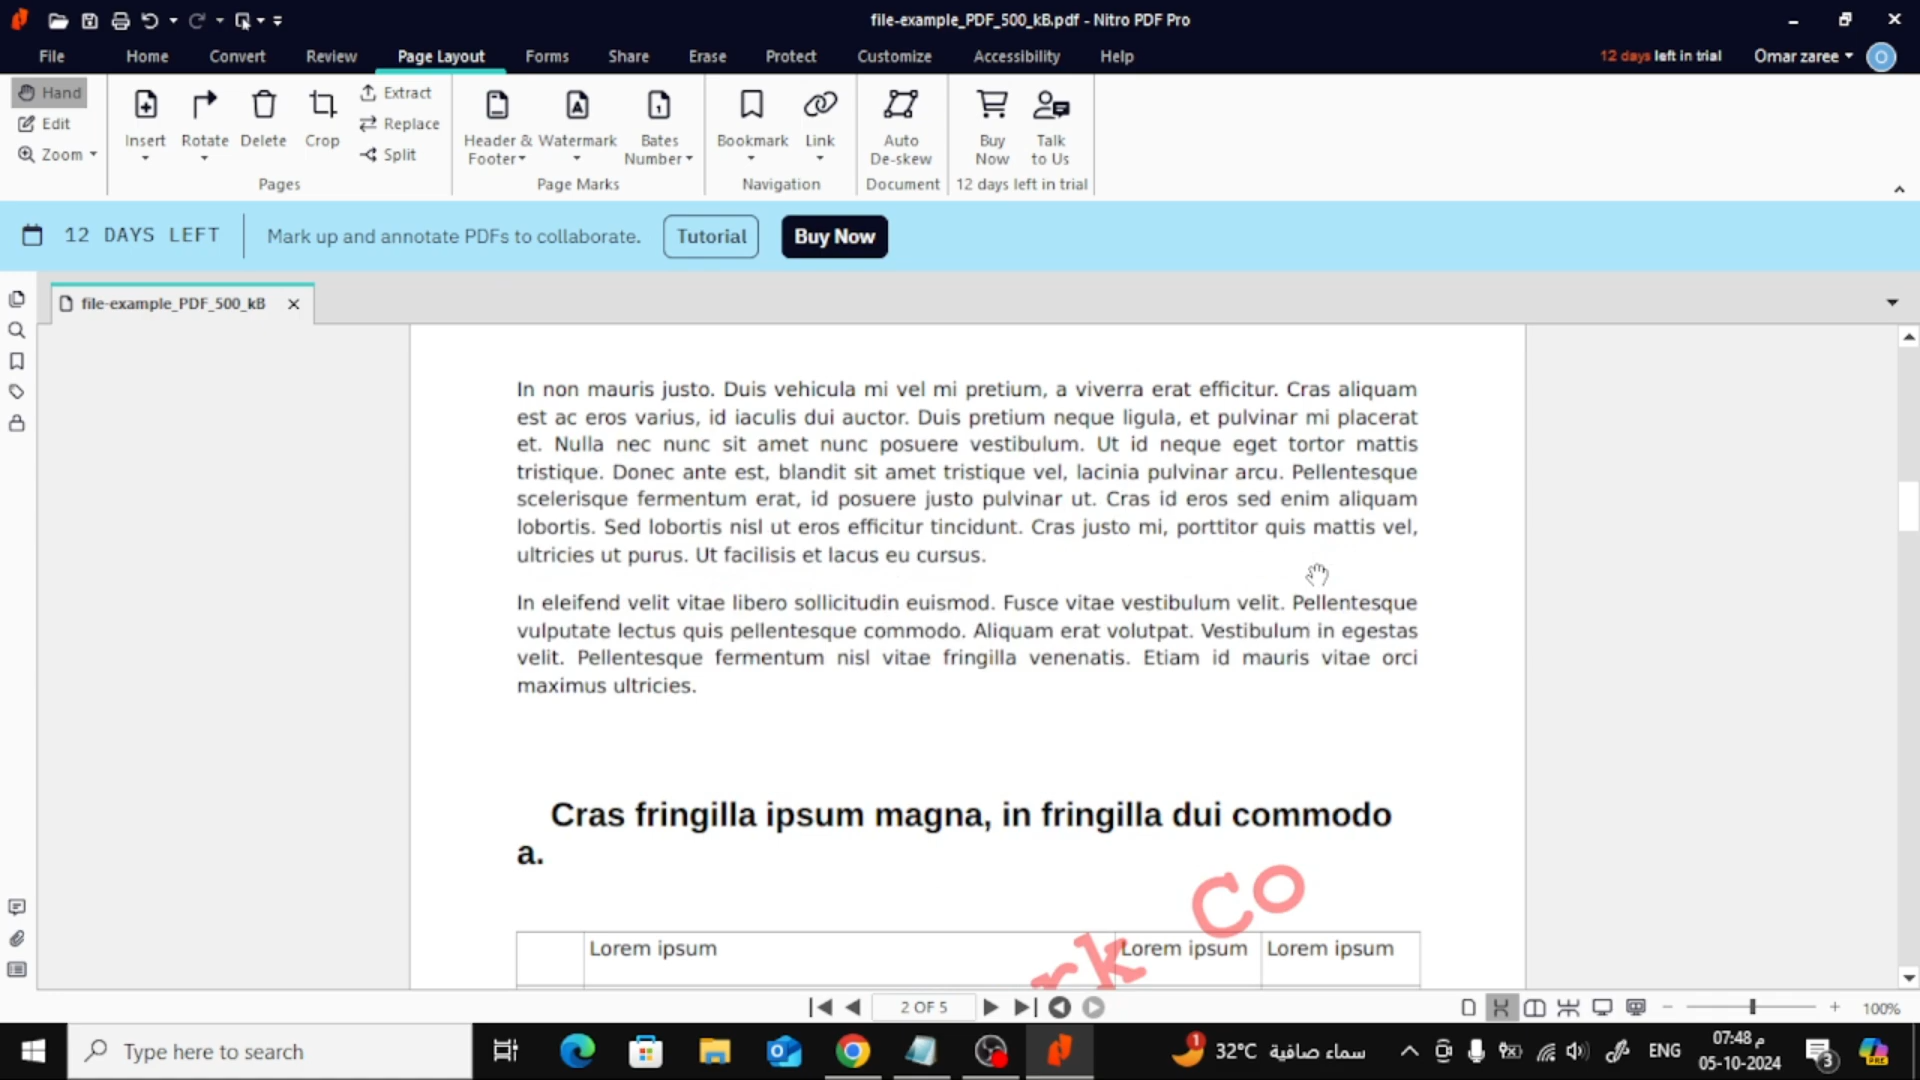 file-example_PDF_500_kB.pdf - Nitro PDF Pro
File Home Convert Review Page Layout Forms Share Erase Protect Customize Accessibility Help 12 days left in trial Omar zaree O
Hand
Edit
Zoom
Insert Rotate Delete Crop
Extract
Replace
Split
Pages
Header & Footer Watermark Bates Number
Page Marks
Bookmark Link
Navigation
Auto De-skew
Document
Buy Now Talk to Us
12 days left in trial
12 DAYS LEFT Mark up and annotate PDFs to collaborate. Tutorial Buy Now
file-example_PDF_500_kB
In non mauris justo. Duis vehicula mi vel mi pretium, a viverra erat efficitur. Cras aliquam
est ac eros varius, id iaculis dui auctor. Duis pretium neque ligula, et pulvinar mi placerat
et. Nulla nec nunc sit amet nunc posuere vestibulum. Ut id neque eget tortor mattis
tristique. Donec ante est, blandit sit amet tristique vel, lacinia pulvinar arcu. Pellentesque
scelerisque fermentum erat, id posuere justo pulvinar ut. Cras id eros sed enim aliquam
lobortis. Sed lobortis nisl ut eros efficitur tincidunt. Cras justo mi, porttitor quis mattis vel,
ultricies ut purus. Ut facilisis et lacus eu cursus.
In eleifend velit vitae libero sollicitudin euismod. Fusce vitae vestibulum velit. Pellentesque
vulputate lectus quis pellentesque commodo. Aliquam erat volutpat. Vestibulum in egestas
velit. Pellentesque fermentum nisl vitae fringilla venenatis. Etiam id mauris vitae orci
maximus ultricies.
Cras fringilla ipsum magna, in fringilla dui commodo
a.
rk Co
Lorem ipsum Lorem ipsum Lorem ipsum
2 OF 5
100%
Type here to search
1 32°C سماء صافية
ENG
07:48 م
05-10-2024
3
PRE